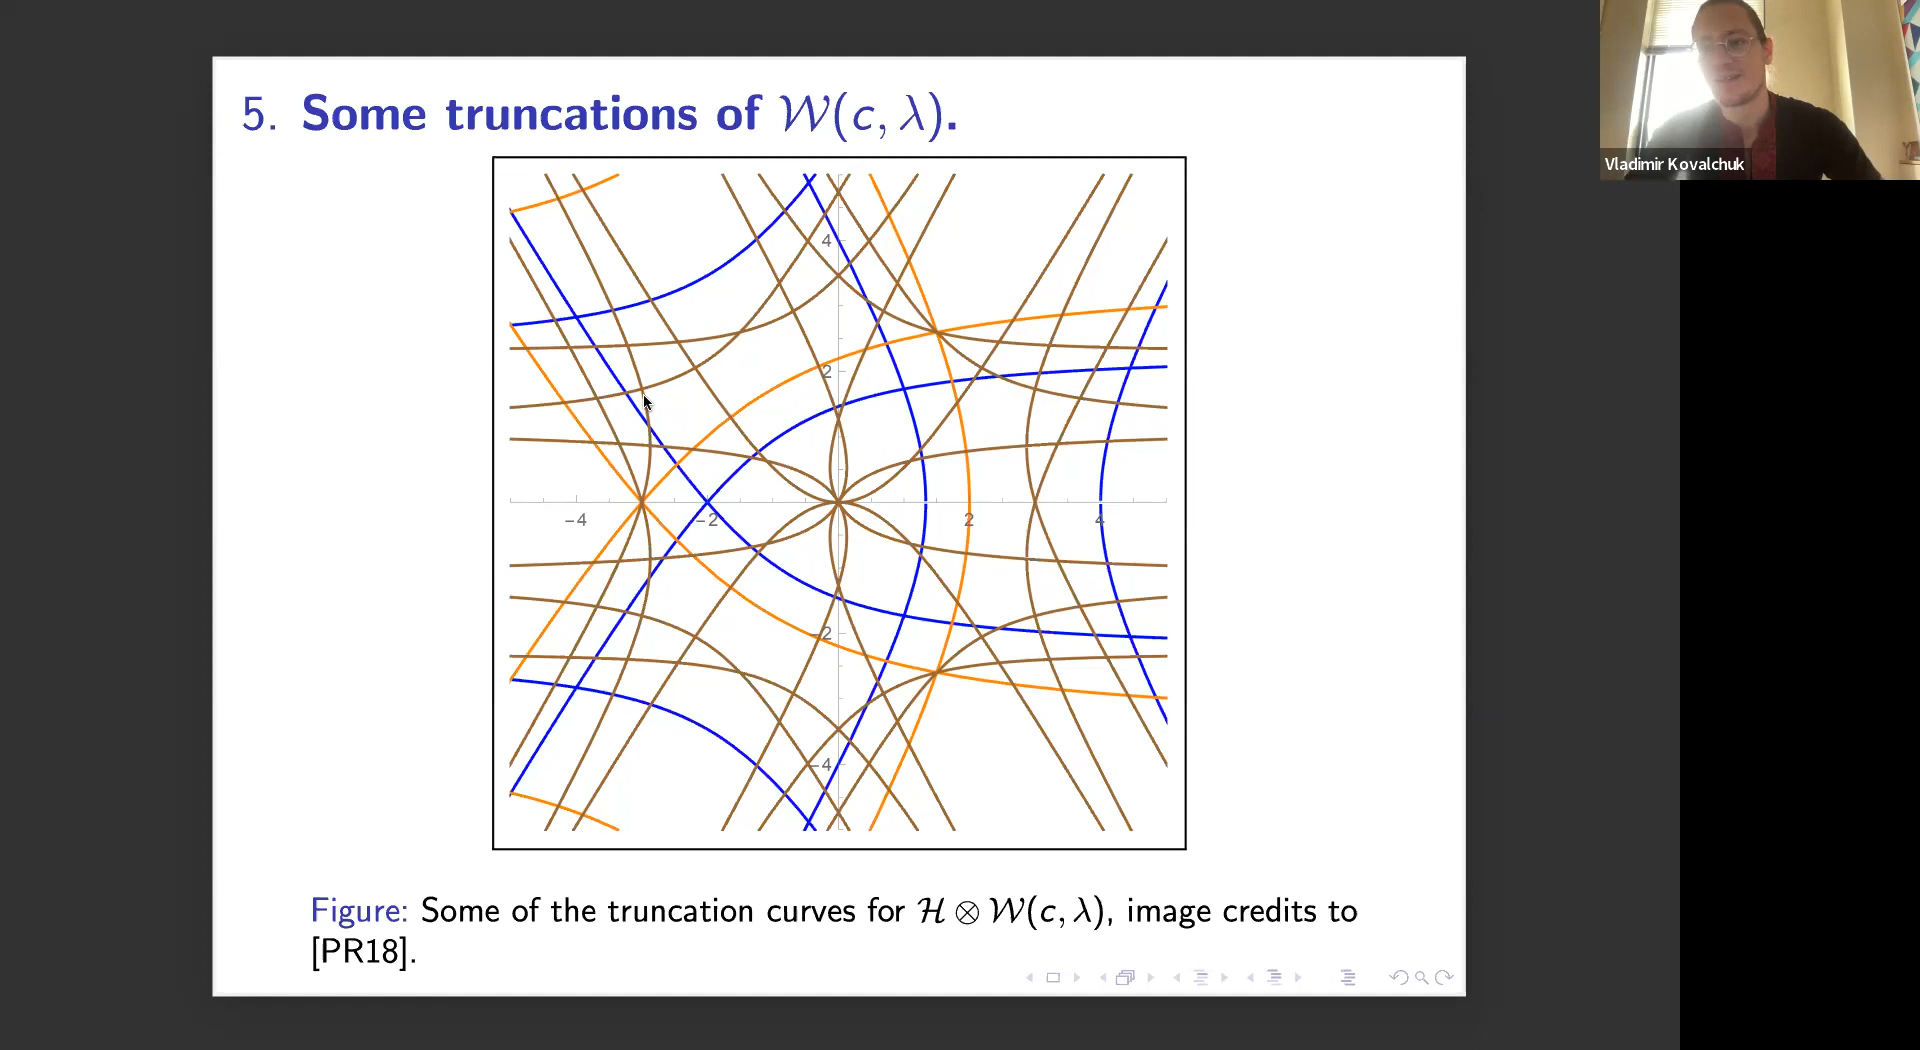 5. Some truncations of 𝒲(c, λ).
4
2
−4
−2
2
4
−2
−4
Figure: Some of the truncation curves for ℋ ⊗ 𝒲(c, λ), image credits to
[PR18].
Vladimir Kovalchuk